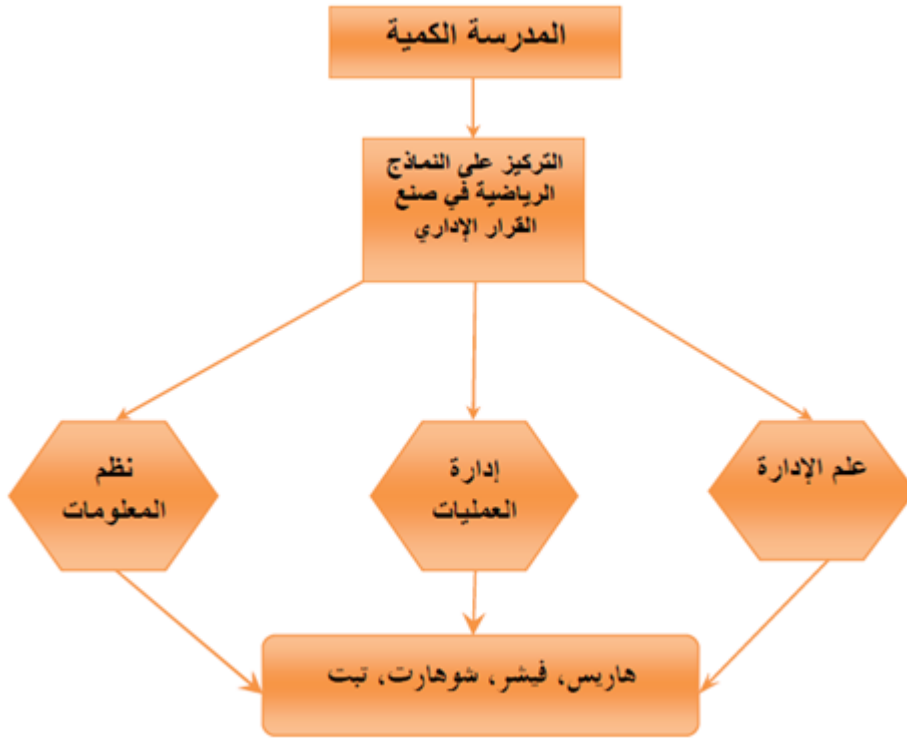 المدرسة الكمية
التركيز على النماذج
الرياضية في صنع
القرار الإداري
علم الإدارة
إدارة
العمليات
نظم
المعلومات
هاريس، فيشر، شوهارت، تبت